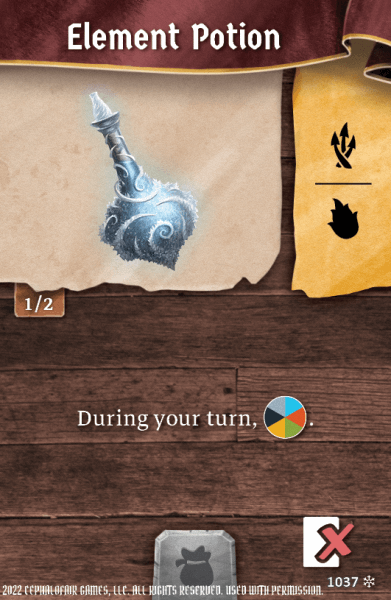 Element Potion
1/2
During your turn, .
1037
2022 CEPHALOFAIR GAMES, LLC. ALL RIGHTS RESERVED. USED WITH PERMISSION.